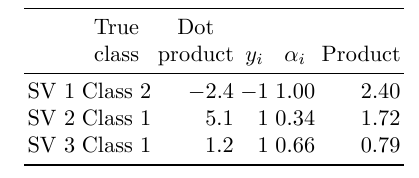 True Dot
class product yᵢ αᵢ Product
SV 1 Class 2 −2.4 −1 1.00 2.40
SV 2 Class 1 5.1 1 0.34 1.72
SV 3 Class 1 1.2 1 0.66 0.79